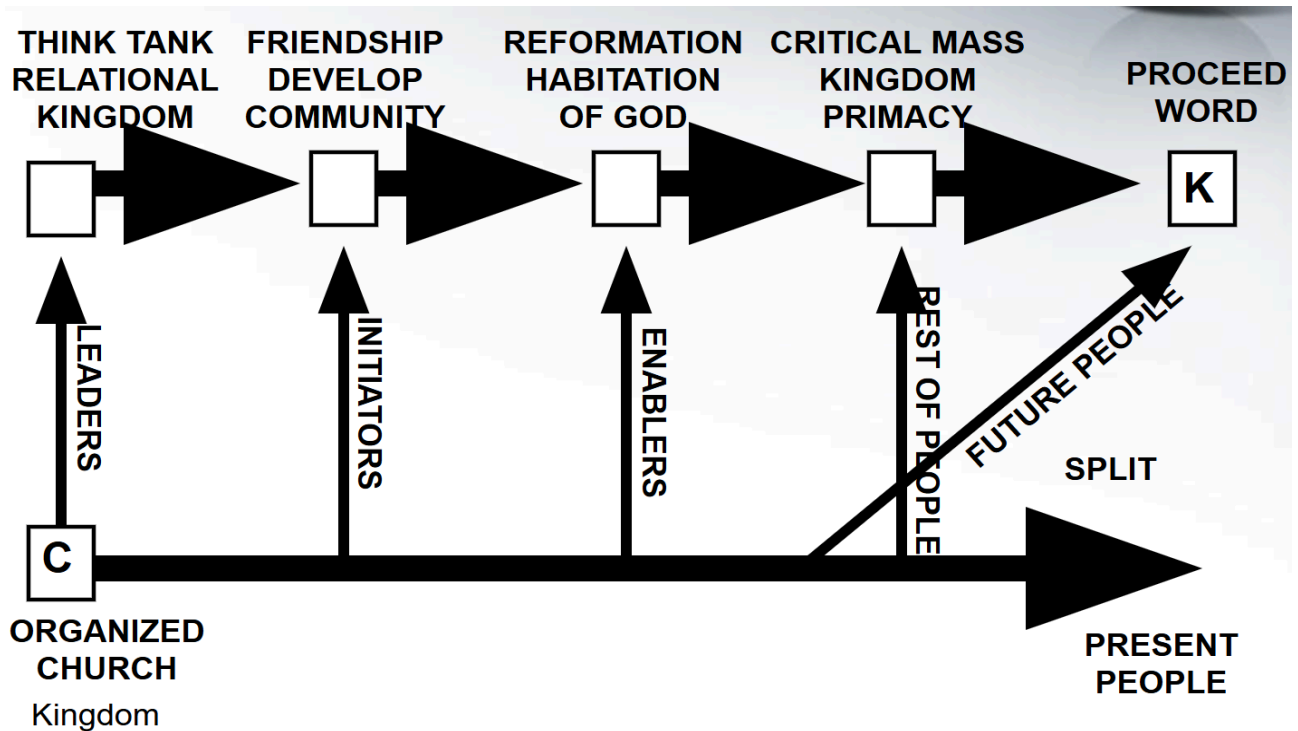 THINK TANK
RELATIONAL
KINGDOM
FRIENDSHIP
DEVELOP
COMMUNITY
REFORMATION
HABITATION
OF GOD
CRITICAL MASS
KINGDOM
PRIMACY
PROCEED
WORD
K
LEADERS
INITIATORS
ENABLERS
REST OF PEOPLE
FUTURE PEOPLE
SPLIT
C
ORGANIZED
CHURCH
Kingdom
PRESENT
PEOPLE